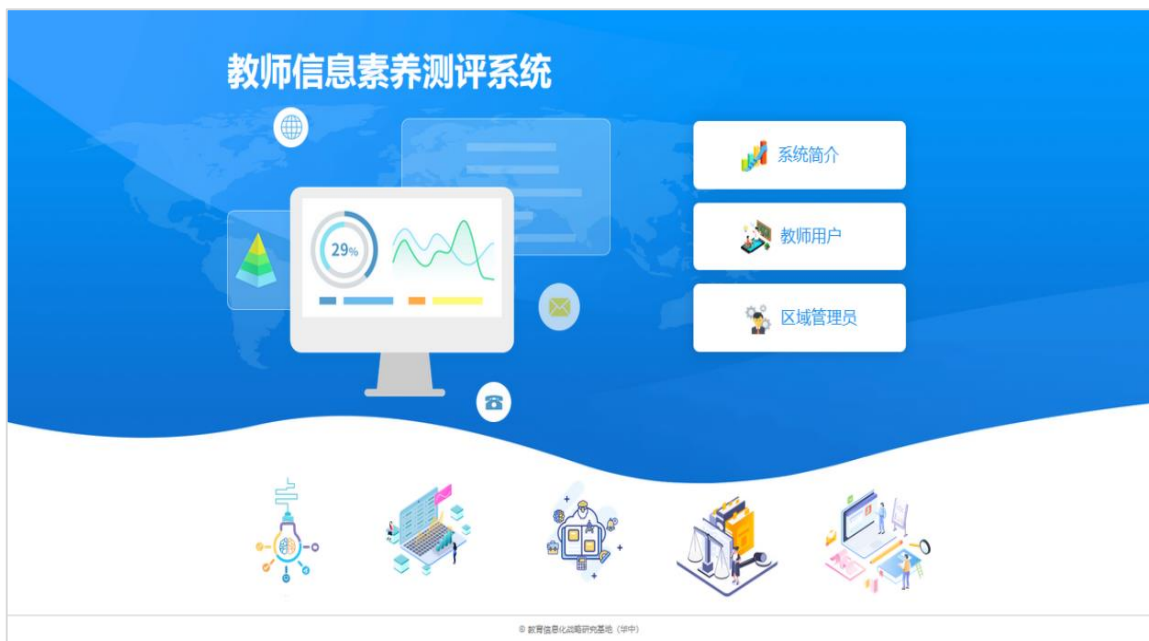 教师信息素养测评系统
系统简介
教师用户
29%
区域管理员
© 教育信息化战略研究基地（华中）